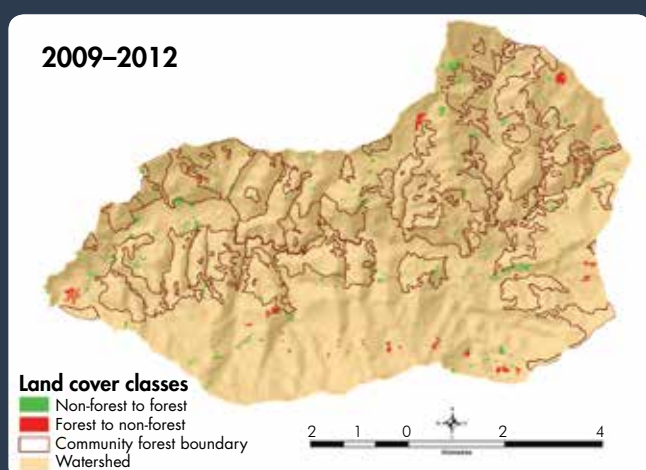 2009–2012
Land cover classes
Non-forest to forest
Forest to non-forest
Community forest boundary
Watershed
2 1 0 2 4
Kilometers